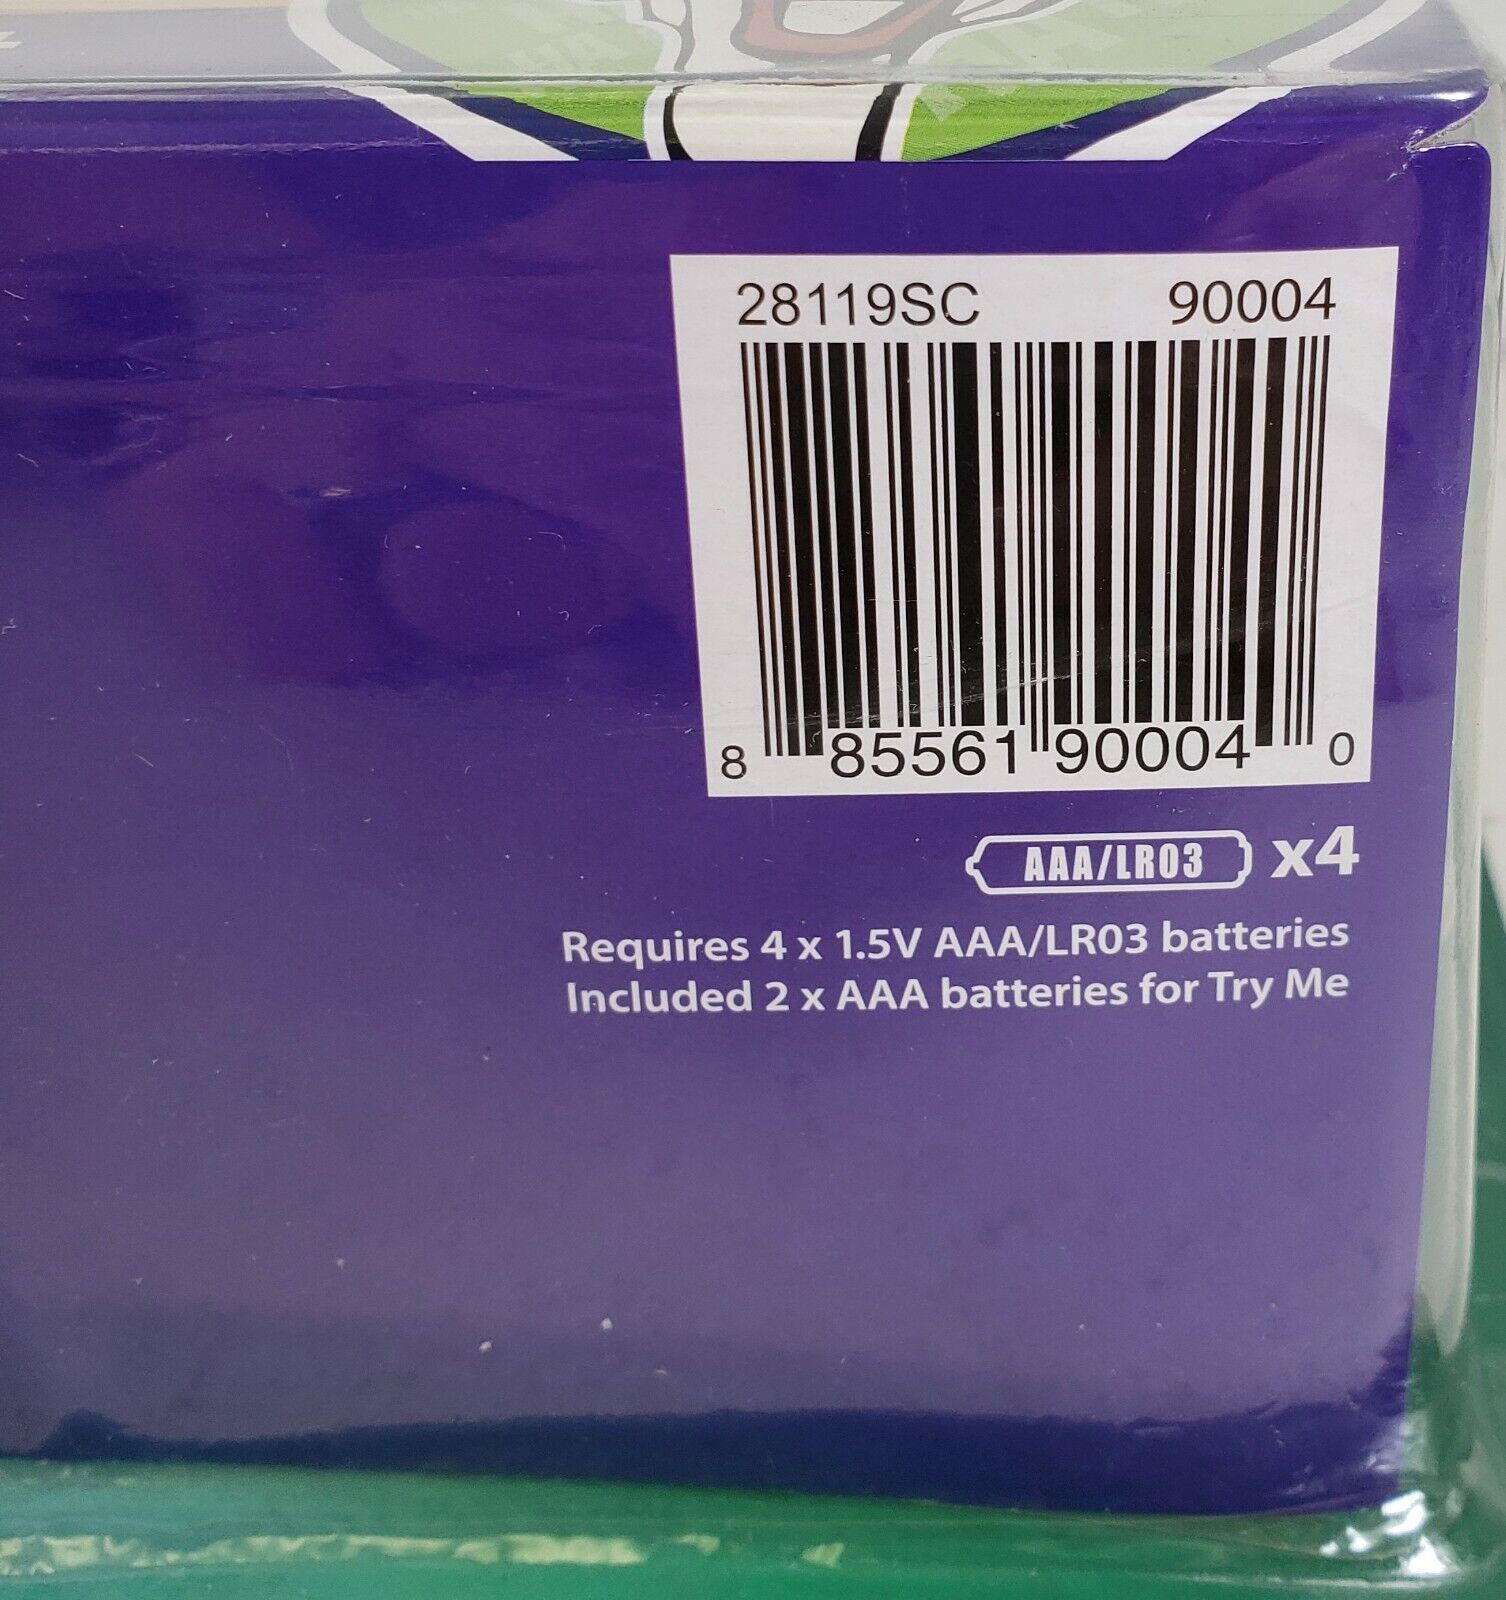 HA
28119SC 90004
8 85561 90004 0
AAA/LR03 x4
Requires 4 x 1.5V AAA/LR03 batteries
Included 2 x AAA batteries for Try Me